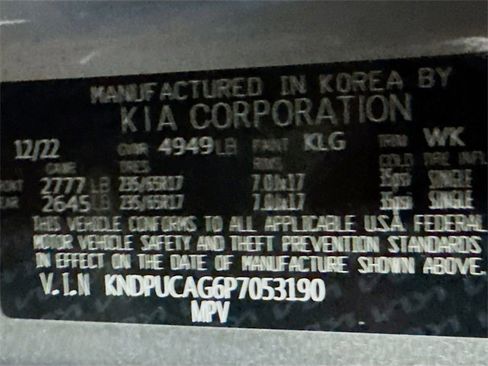 MANUFACTURED IN KOREA BY
KIA CORPORATION
12/22 GVWR 4949 LB PAINT KLG TRIM WK
GAWR TIRES RIMS COLD TIRE INFL
FRONT 2777 LB 235/65R17 7.0Jx17 35psi SINGLE
REAR 2645 LB 235/65R17 7.0Jx17 35psi SINGLE
THIS VEHICLE CONFORMS TO ALL APPLICABLE U.S.A. FEDERAL
MOTOR VEHICLE SAFETY AND THEFT PREVENTION STANDARDS
IN EFFECT ON THE DATE OF MANUFACTURE SHOWN ABOVE.
V.I.N KNDPUCAG6P7053190
MPV